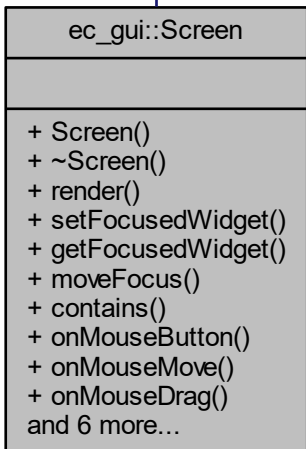 ec_gui::Screen
+ Screen()
+ ~Screen()
+ render()
+ setFocusedWidget()
+ getFocusedWidget()
+ moveFocus()
+ contains()
+ onMouseButton()
+ onMouseMove()
+ onMouseDrag()
and 6 more...